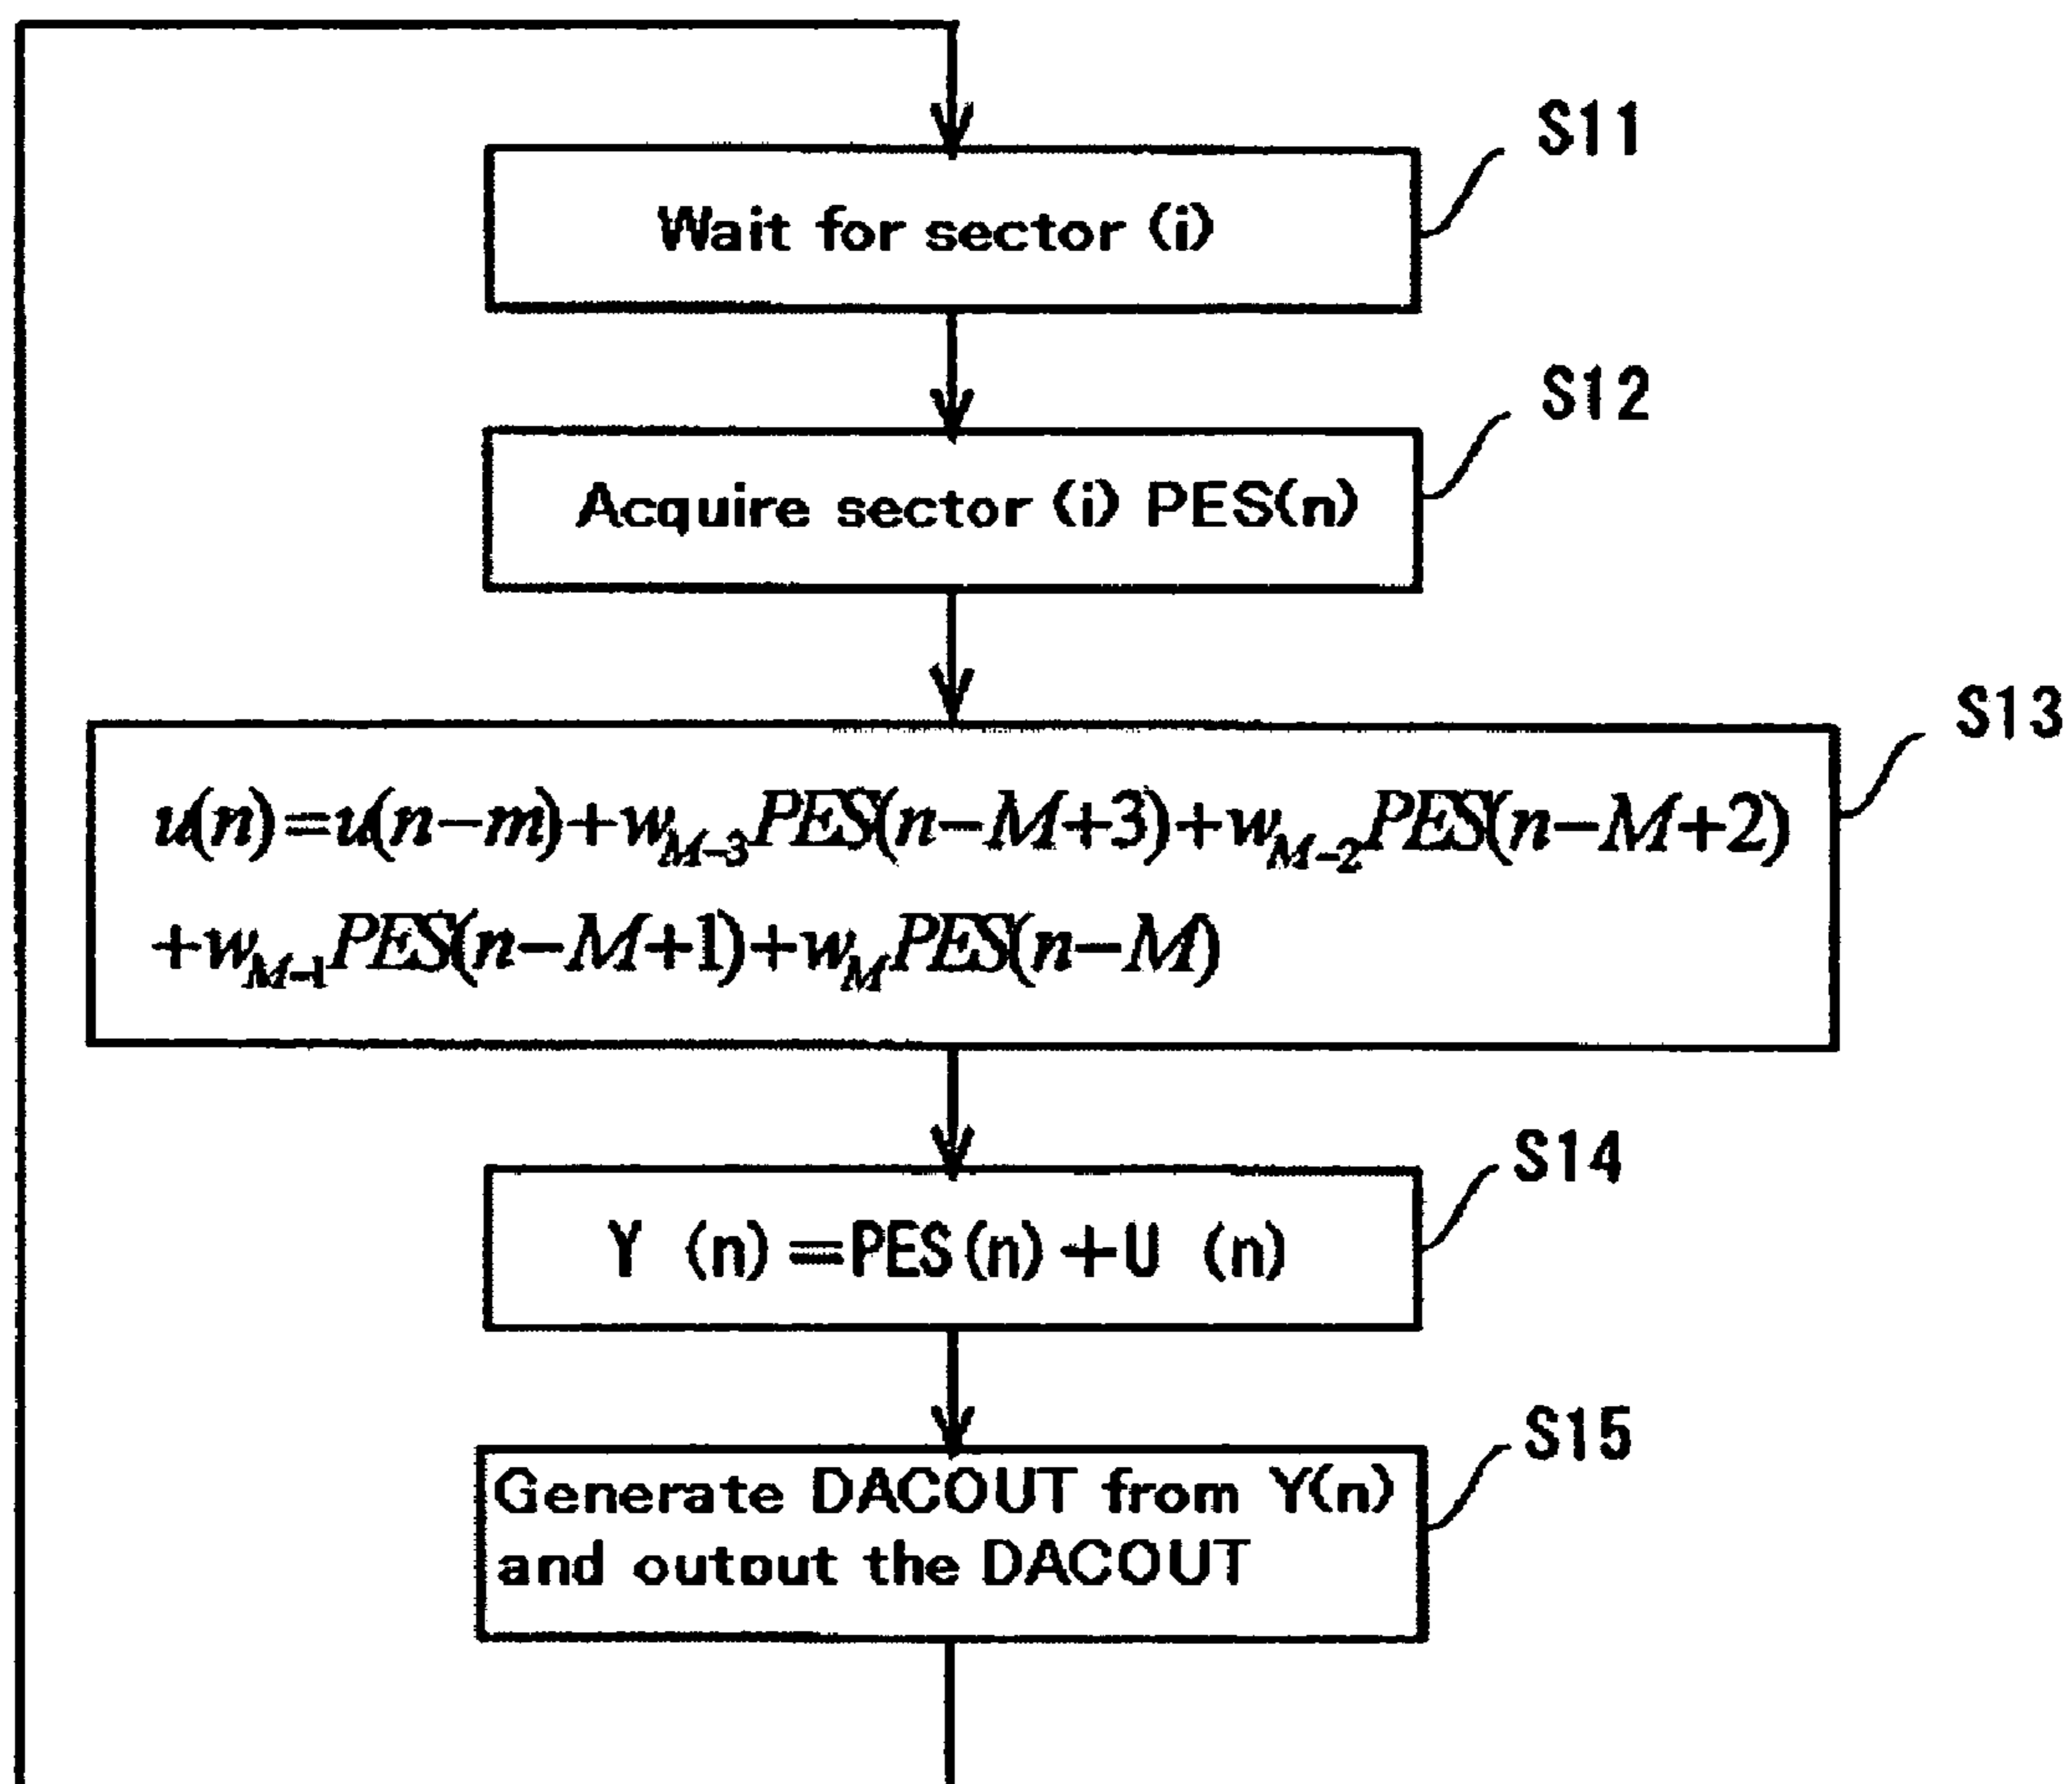 S11
Wait for sector (i)
S12
Acquire sector (i) PES(n)
S13
u(n)=u(n−m)+w_{M−3}PES(n−M+3)+w_{M−2}PES(n−M+2)
+w_{M−1}PES(n−M+1)+w_{M}PES(n−M)
S14
Y (n)=PES(n)+U (n)
S15
Generate DACOUT from Y(n)
and outout the DACOUT